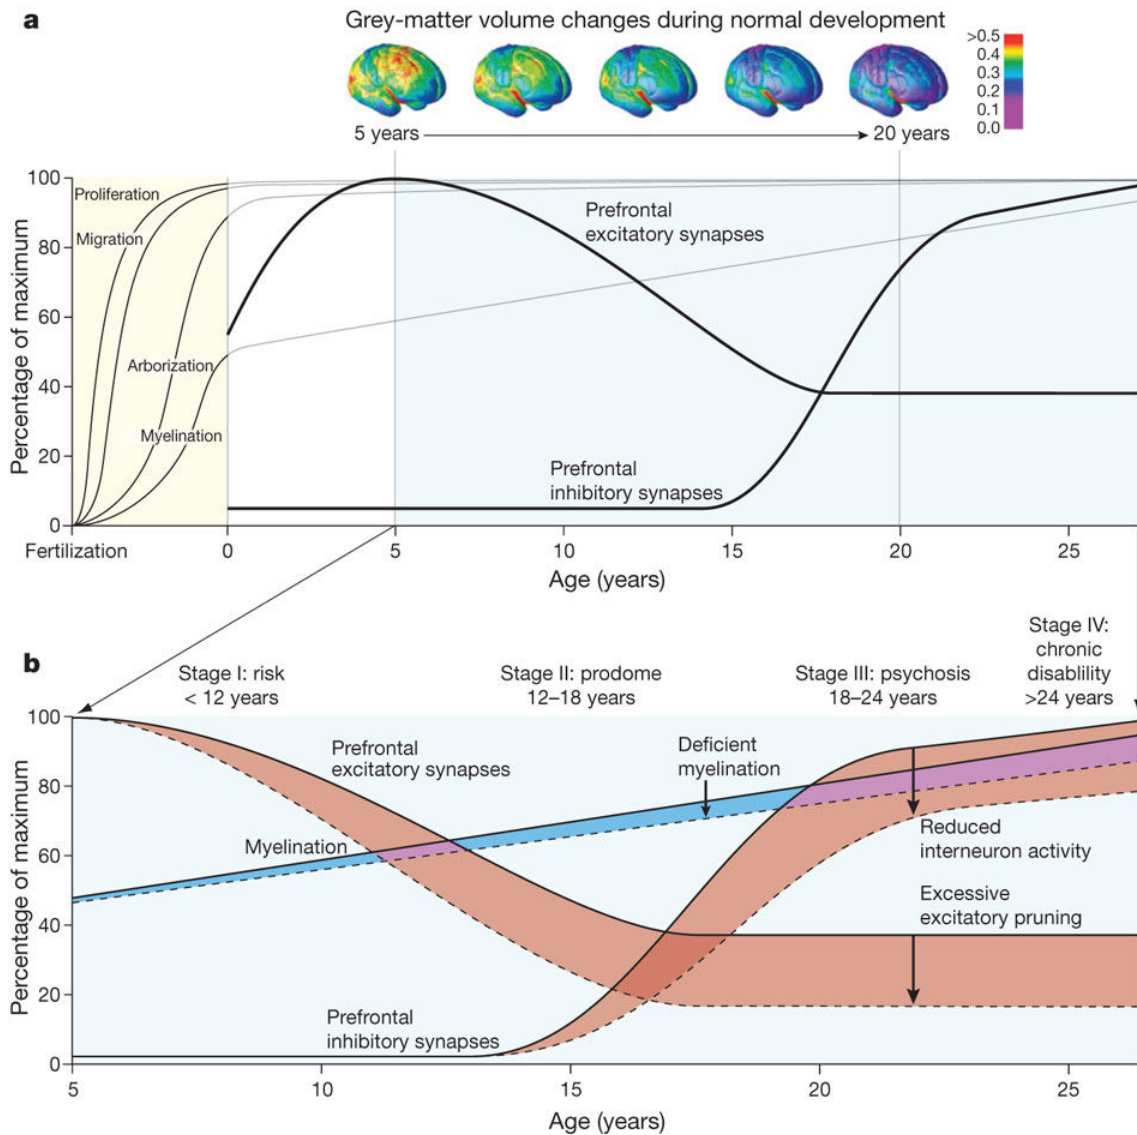 a
Grey-matter volume changes during normal development
>0.5
0.4
0.3
0.2
0.1
0.0
5 years
20 years
Percentage of maximum
100
80
60
40
20
0
Proliferation
Migration
Arborization
Myelination
Prefrontal
excitatory synapses
Prefrontal
inhibitory synapses
Fertilization
0
5
10
15
20
25
Age (years)
b
Stage I: risk
< 12 years
Stage II: prodome
12–18 years
Stage III: psychosis
18–24 years
Stage IV:
chronic
disablility
>24 years
Percentage of maximum
100
80
60
40
20
0
Prefrontal
excitatory synapses
Deficient
myelination
Myelination
Reduced
interneuron activity
Excessive
excitatory pruning
Prefrontal
inhibitory synapses
5
10
15
20
25
Age (years)